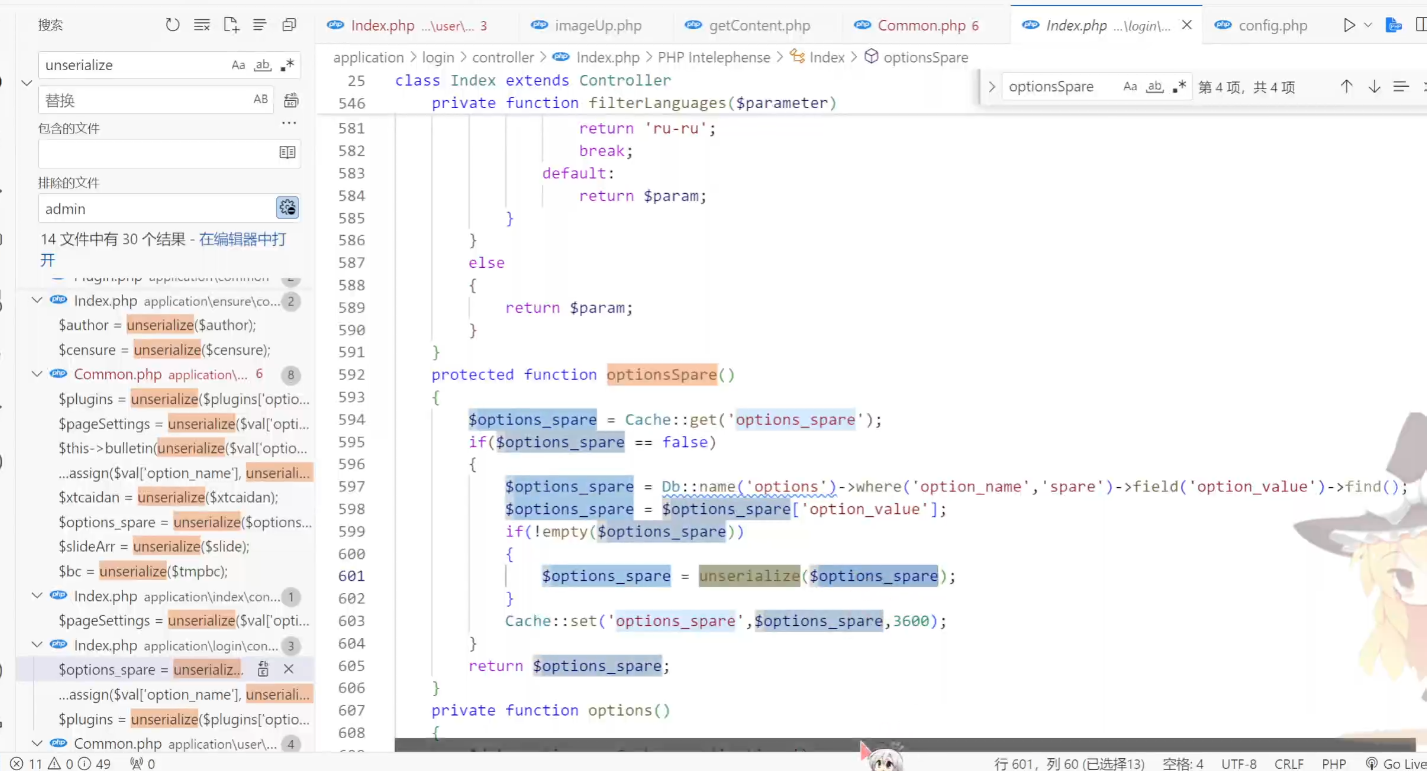 搜索
unserialize
Aa ab .*
替换
AB
包含的文件
排除的文件
admin
14 文件中有 30 个结果 - 在编辑器中打
开
Plugin.php application\common
Index.php application\ensure\co... 2
$author = unserialize($author);
$censure = unserialize($censure);
Common.php application\... 6 8
$plugins = unserialize($plugins['optio...
$pageSettings = unserialize($val['opti...
$this->bulletin(unserialize($val['optio...
...assign($val['option_name'], unseriali...
$xtcaidan = unserialize($xtcaidan);
$options_spare = unserialize($options...
$slideArr = unserialize($slide);
$bc = unserialize($tmpbc);
Index.php application\index\con... 1
$pageSettings = unserialize($val['opti...
Index.php application\login\con... 3
$options_spare = unserializ...
...assign($val['option_name'], unseriali...
$plugins = unserialize($plugins['optio...
Common.php application\user\... 4
Index.php ...\user\... 3
imageUp.php
getContent.php
Common.php 6
Index.php ...\login\...
config.php
application > login > controller > Index.php > PHP Intelephense > Index > optionsSpare
optionsSpare Aa ab .* 第 4 项，共 4 项
25 class Index extends Controller
546 private function filterLanguages($parameter)
581 return 'ru-ru';
582 break;
583 default:
584 return $param;
585 }
586 }
587 else
588 {
589 return $param;
590 }
591 }
592 protected function optionsSpare()
593 {
594 $options_spare = Cache::get('options_spare');
595 if($options_spare == false)
596 {
597 $options_spare = Db::name('options')->where('option_name','spare')->field('option_value')->find();
598 $options_spare = $options_spare['option_value'];
599 if(!empty($options_spare))
600 {
601 $options_spare = unserialize($options_spare);
602 }
603 Cache::set('options_spare',$options_spare,3600);
604 }
605 return $options_spare;
606 }
607 private function options()
608 {
11 0 49 0
行 601，列 60 (已选择13) 空格: 4 UTF-8 CRLF PHP Go Live